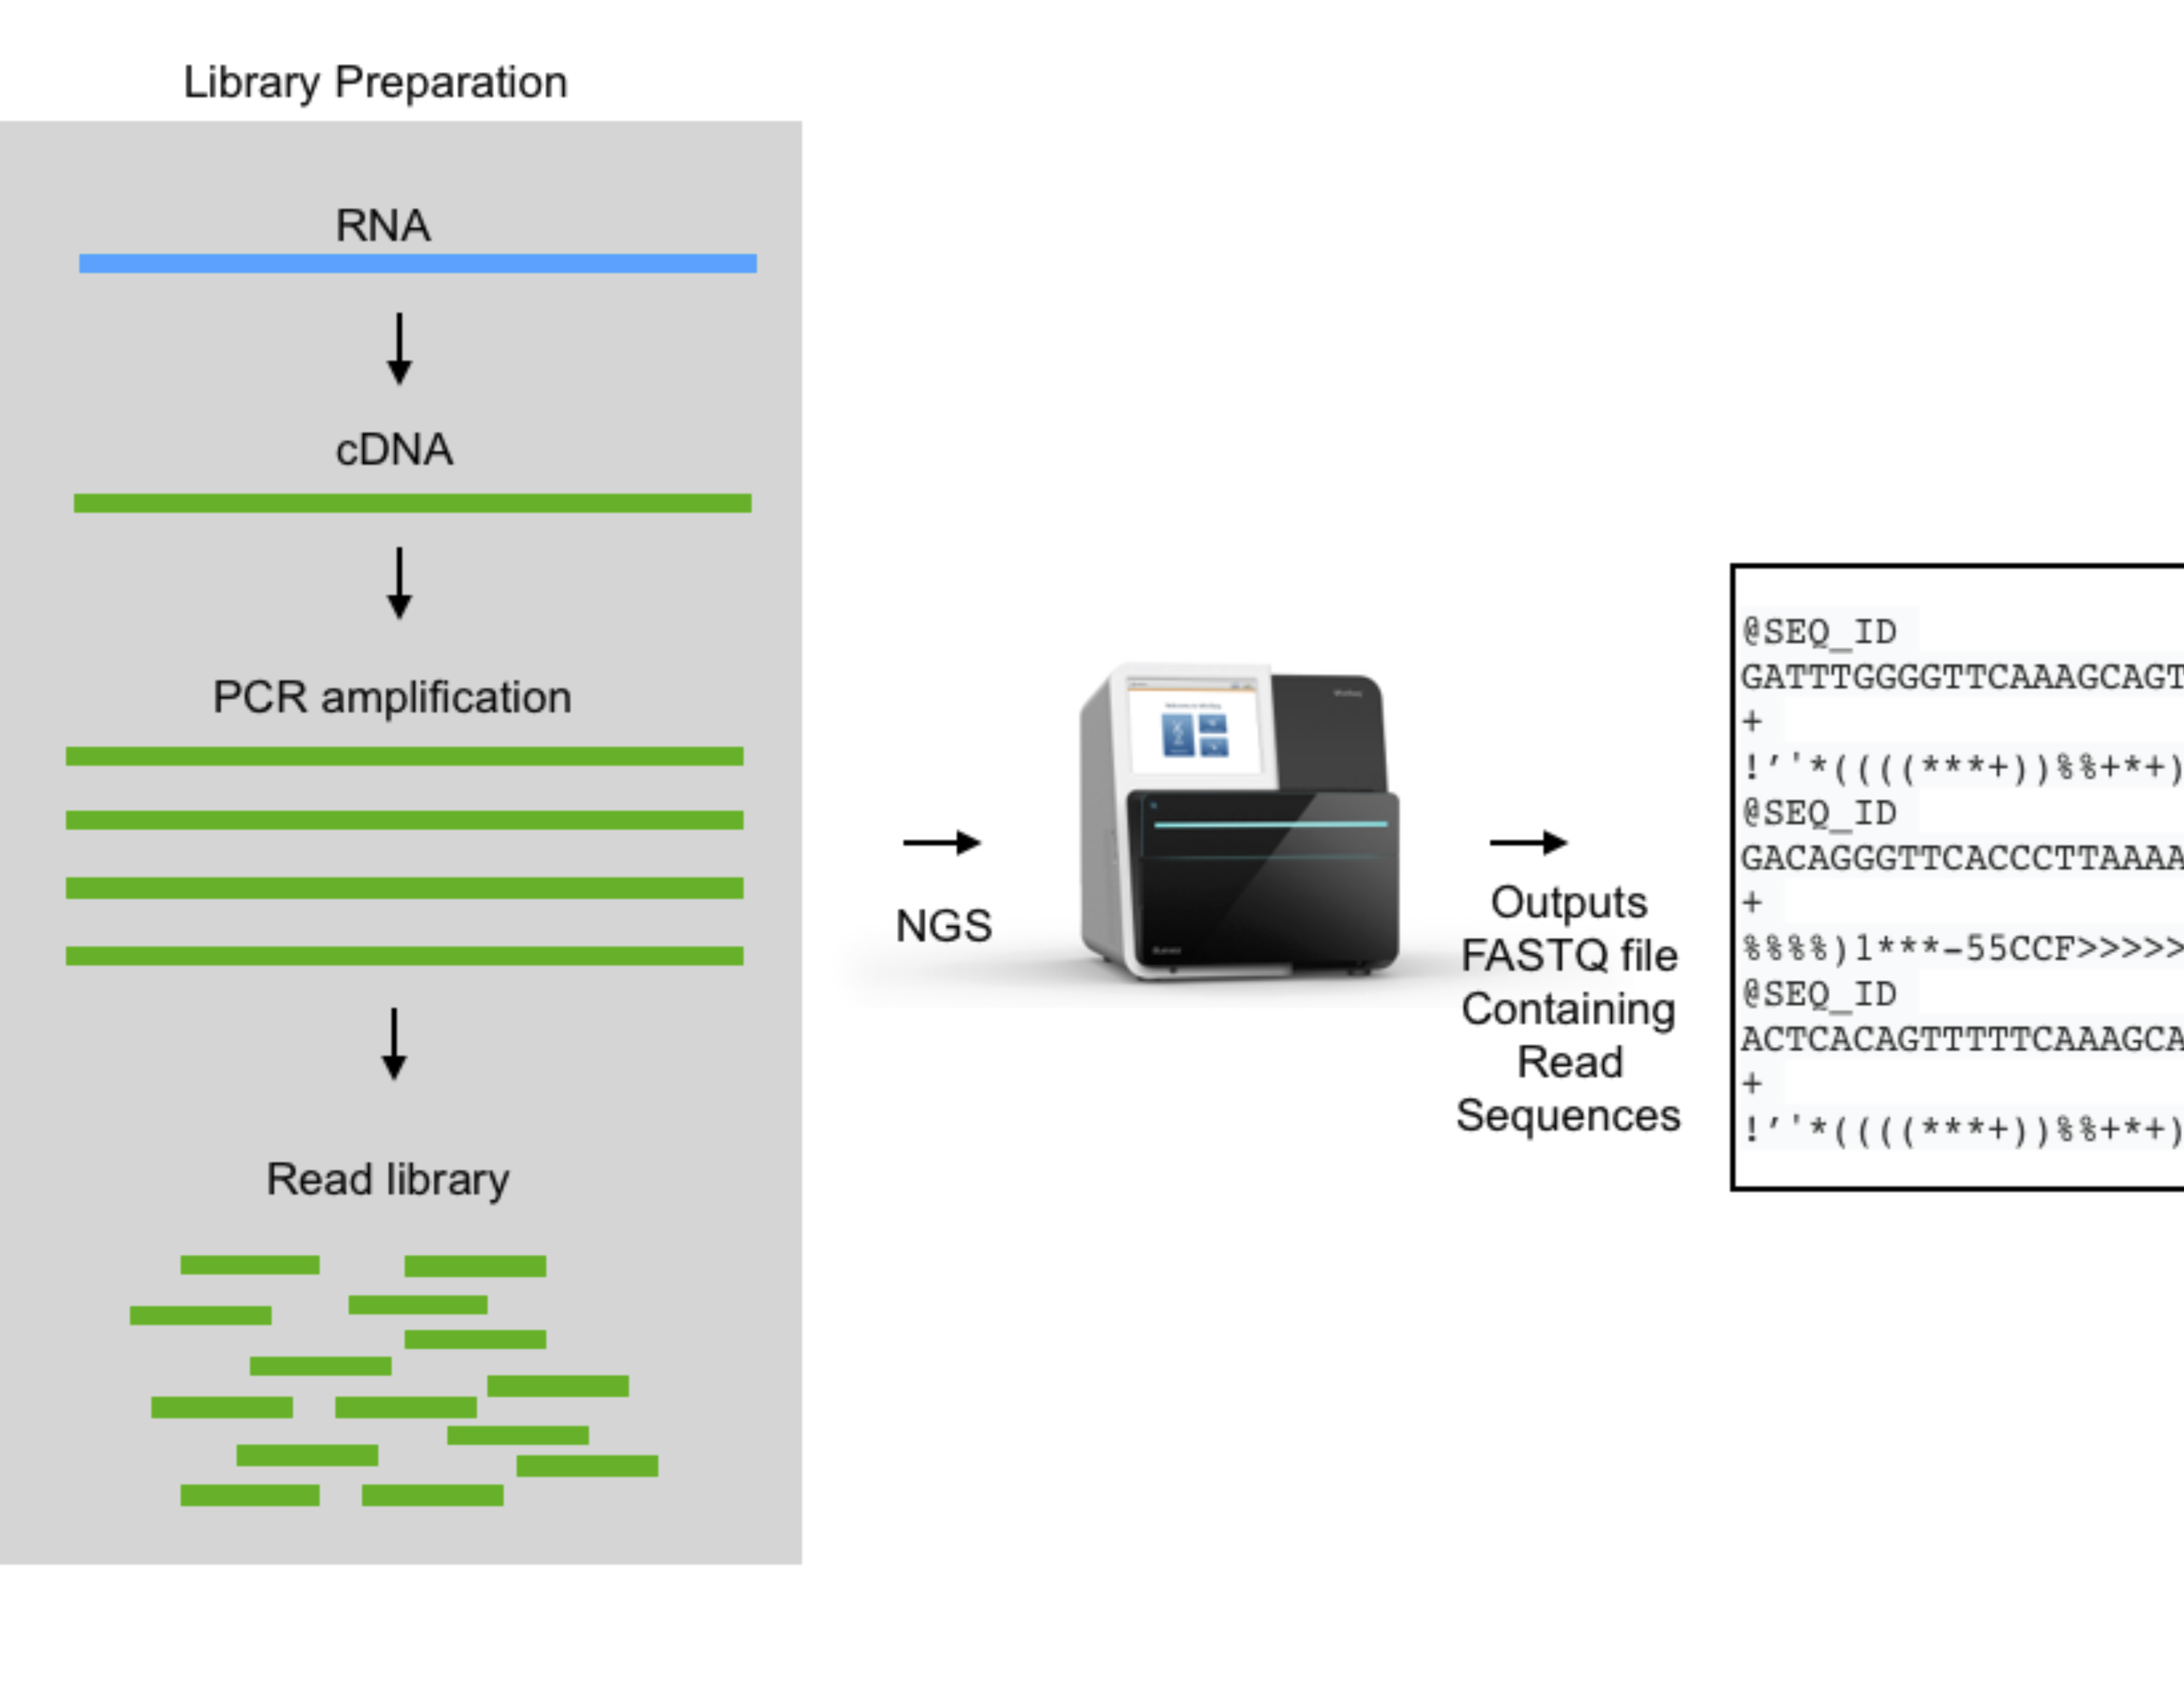 Library Preparation
RNA
cDNA
PCR amplification
Read library
NGS
Outputs
FASTQ file
Containing
Read
Sequences
@SEQ_ID
GATTTGGGGTTCAAAGCAGT
+
!''*((((***+))%%+*+)
@SEQ_ID
GACAGGGTTCACCCTTAAAA
+
%%%%)1***-55CCF>>>>>
@SEQ_ID
ACTCACAGTTTTTCAAAGCA
+
!''*((((***+))%%+*+)